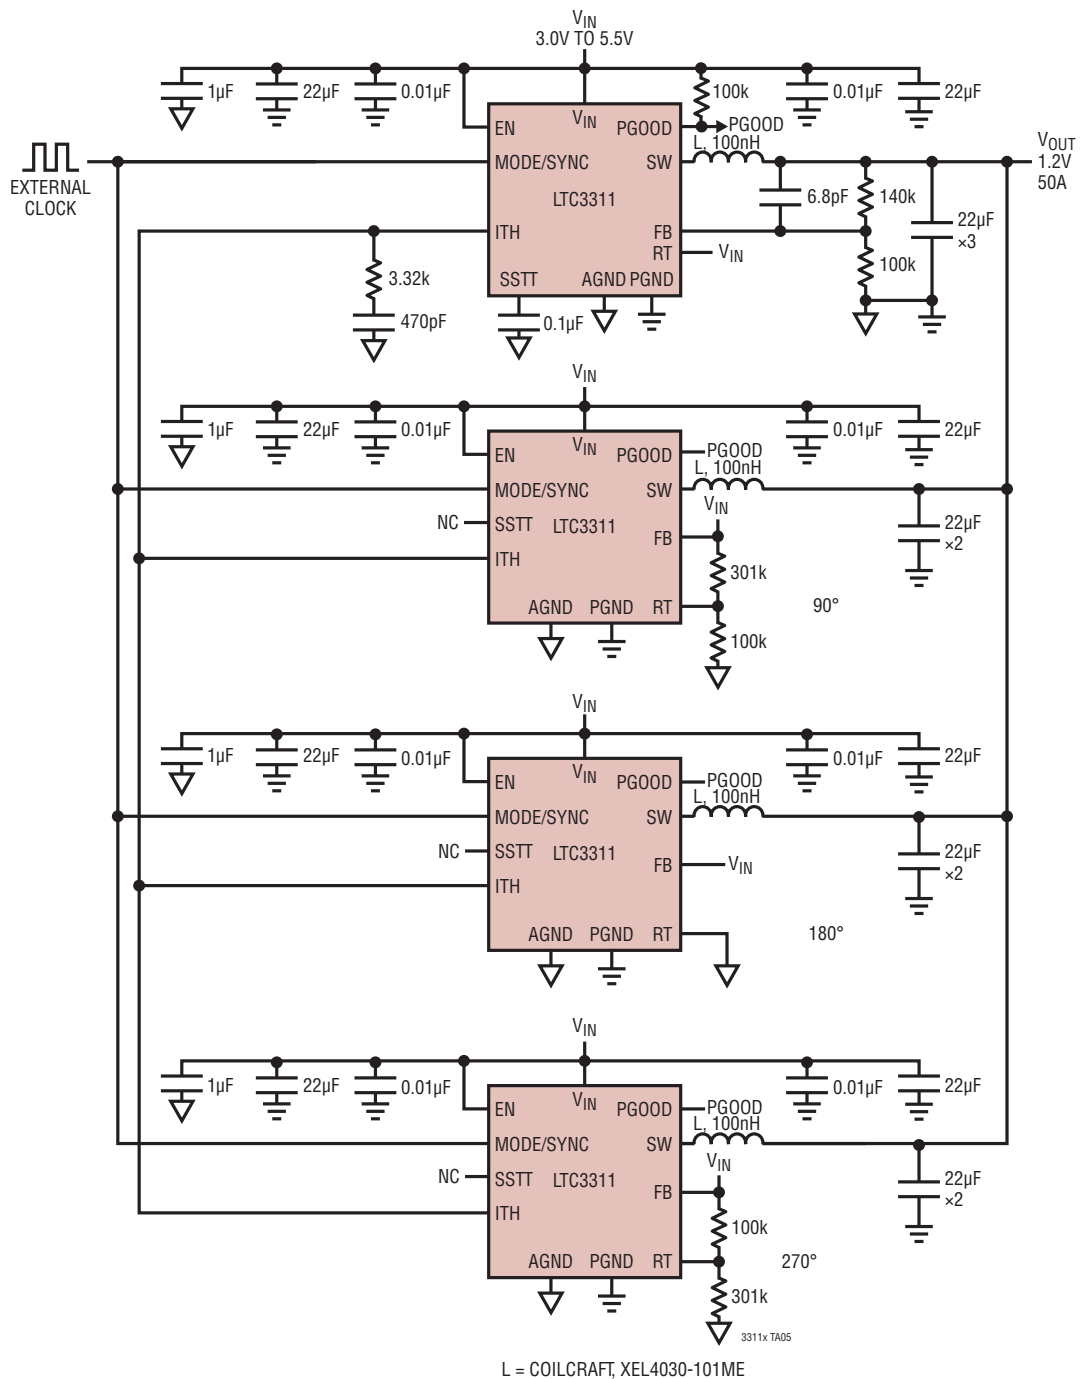 VIN
3.0V TO 5.5V
1µF
22µF
0.01µF
100k
0.01µF
22µF
EN
VIN
PGOOD
PGOOD
L, 100nH
VOUT
1.2V
50A
EXTERNAL
CLOCK
MODE/SYNC
SW
LTC3311
6.8pF
140k
22µF
×3
ITH
FB
RT
VIN
100k
3.32k
470pF
SSTT
AGND
PGND
0.1µF
VIN
1µF
22µF
0.01µF
0.01µF
22µF
EN
VIN
PGOOD
PGOOD
L, 100nH
MODE/SYNC
SW
VIN
NC
SSTT
LTC3311
FB
22µF
×2
ITH
301k
AGND
PGND
RT
90°
100k
VIN
1µF
22µF
0.01µF
0.01µF
22µF
EN
VIN
PGOOD
PGOOD
L, 100nH
MODE/SYNC
SW
NC
SSTT
LTC3311
FB
VIN
22µF
×2
ITH
AGND
PGND
RT
180°
VIN
1µF
22µF
0.01µF
0.01µF
22µF
EN
VIN
PGOOD
PGOOD
L, 100nH
MODE/SYNC
SW
VIN
NC
SSTT
LTC3311
FB
22µF
×2
ITH
100k
AGND
PGND
RT
270°
301k
3311x TA05
L = COILCRAFT, XEL4030-101ME